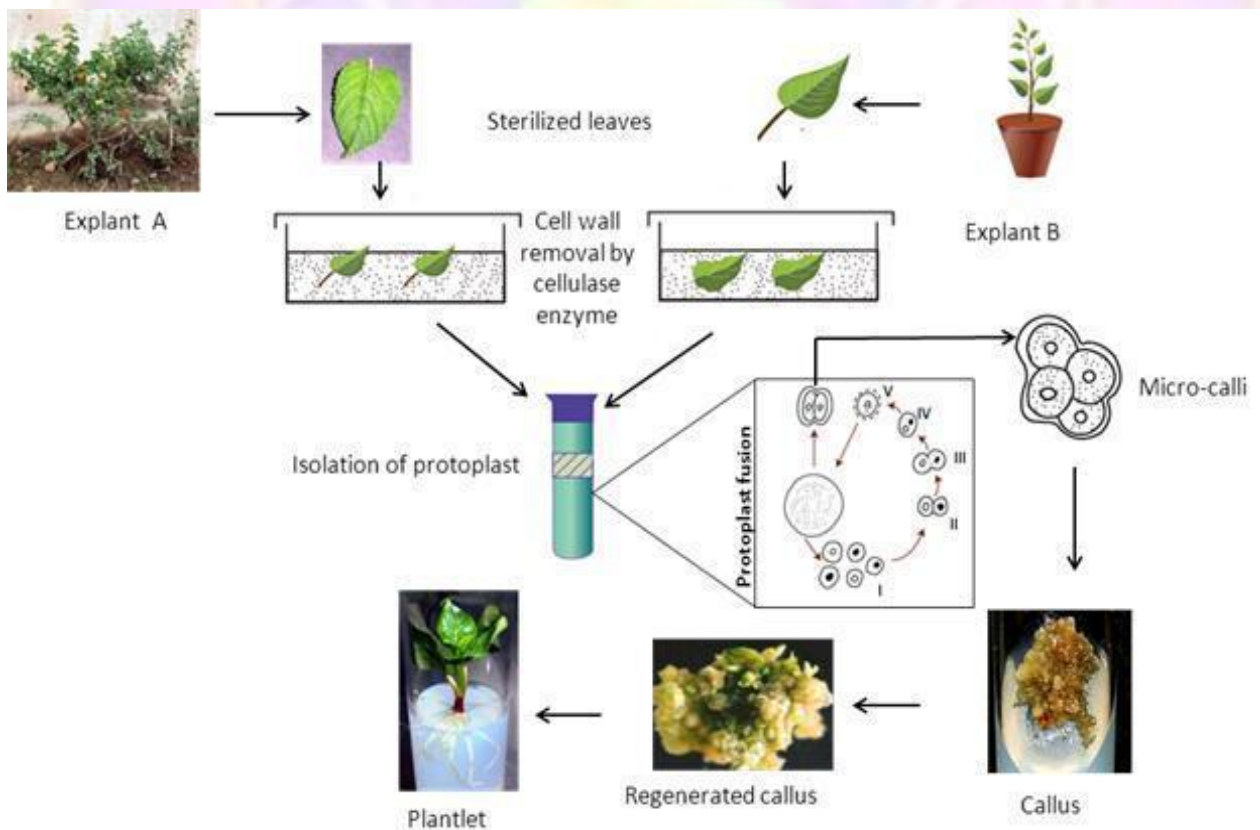 Sterilized leaves
Explant A
Cell wall
removal by
cellulase
enzyme
Explant B
Isolation of protoplast
Protoplast fusion
V
IV
III
II
I
Micro-calli
Plantlet
Regenerated callus
Callus